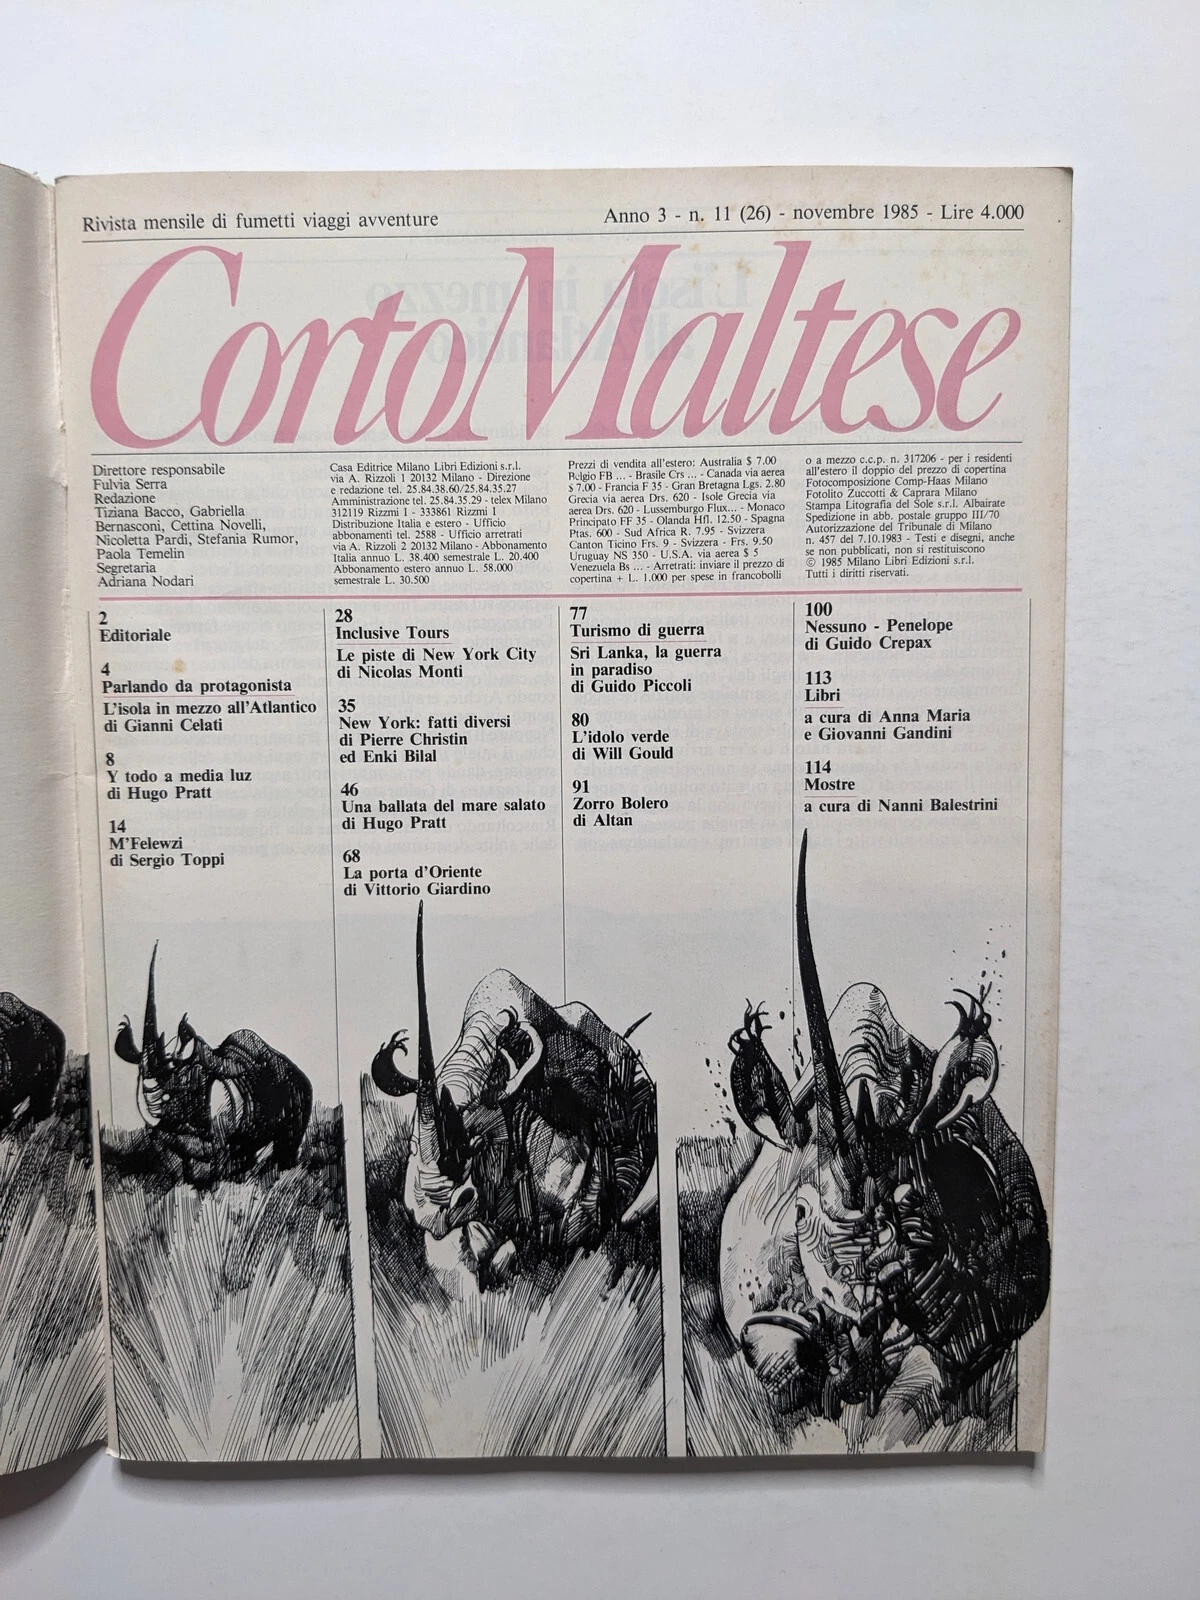 Rivista mensile di fumetti viaggi avventure
Anno 3 - n. 11 (26) - novembre 1985 - Lire 4.000
Corto Maltese
Direttore responsabile
Fulvia Serra
Redazione
Tiziana Bacco, Gabriella
Bernasconi, Cettina Novelli,
Nicoletta Pardi, Stefania Rumor,
Paola Temelin
Segretaria
Adriana Nodari
Casa Editrice Milano Libri Edizioni s.r.l.
via A. Rizzoli 1 20132 Milano - Direzione
e redazione tel. 25.84.38.60/25.84.35.27
Amministrazione tel. 25.84.35.29 - telex Milano
312119 Rizzmi I - 333861 Rizzmi I
Distribuzione Italia e estero - Ufficio
abbonamenti tel. 2588 - Ufficio arretrati
via A. Rizzoli 2 20132 Milano - Abbonamento
Italia annuo L. 38.400 semestrale L. 20.400
Abbonamento estero annuo L. 58.000
semestrale L. 30.500
Prezzi di vendita all'estero: Australia $ 7.00
Belgio FB ... - Brasile Crs ... - Canada via aerea
$ 7.00 - Francia F 35 - Gran Bretagna Lgs. 2.80
Grecia via aerea Drs. 620 - Isole Grecia via
aerea Drs. 620 - Lussemburgo Flux... - Monaco
Principato FF 35 - Olanda Hfl. 12.50 - Spagna
Ptas. 600 - Sud Africa R. 7.95 - Svizzera
Canton Ticino Frs. 9 - Svizzera - Frs. 9.50
Uruguay NS 350 - U.S.A. via aerea $ 5
Venezuela Bs ... - Arretrati: inviare il prezzo di
copertina + L. 1.000 per spese in francobolli
o a mezzo c.c.p. n. 317206 - per i residenti
all'estero il doppio del prezzo di copertina
Fotocomposizione Comp-Haas Milano
Fotolito Zuccotti & Caprara Milano
Stampa Litografia del Sole s.r.l. Albairate
Spedizione in abb. postale gruppo III/70
Autorizzazione del Tribunale di Milano
n. 457 del 7.10.1983 - Testi e disegni, anche
se non pubblicati, non si restituiscono
© 1985 Milano Libri Edizioni s.r.l.
Tutti i diritti riservati.
2
Editoriale
4
Parlando da protagonista
L'isola in mezzo all'Atlantico
di Gianni Celati
8
Y todo a media luz
di Hugo Pratt
14
M'Felewzi
di Sergio Toppi
28
Inclusive Tours
Le piste di New York City
di Nicolas Monti
35
New York: fatti diversi
di Pierre Christin
ed Enki Bilal
46
Una ballata del mare salato
di Hugo Pratt
68
La porta d'Oriente
di Vittorio Giardino
77
Turismo di guerra
Sri Lanka, la guerra
in paradiso
di Guido Piccoli
80
L'idolo verde
di Will Gould
91
Zorro Bolero
di Altan
100
Nessuno - Penelope
di Guido Crepax
113
Libri
a cura di Anna Maria
e Giovanni Gandini
114
Mostre
a cura di Nanni Balestrini